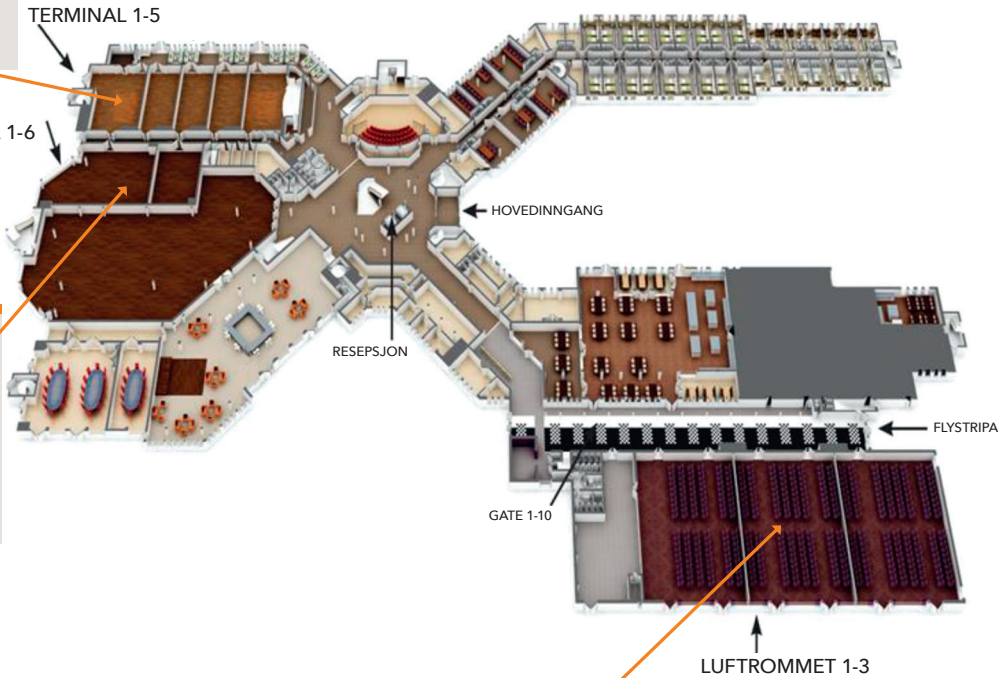 TERMINAL 1-5
1-6
HOVEDINNGANG
RESEPSJON
FLYSTRIPA
GATE 1-10
LUFTROMMET 1-3